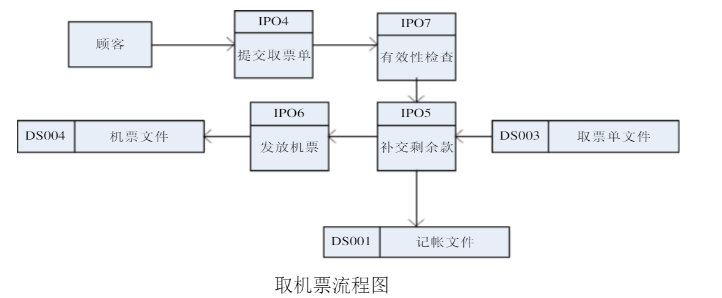 IPO4
IPO7
顾客
提交取票单
有效性检查
IPO6
IPO5
DS004
机票文件
发放机票
补交剩余款
DS003
取票单文件
DS001
记帐文件
取机票流程图